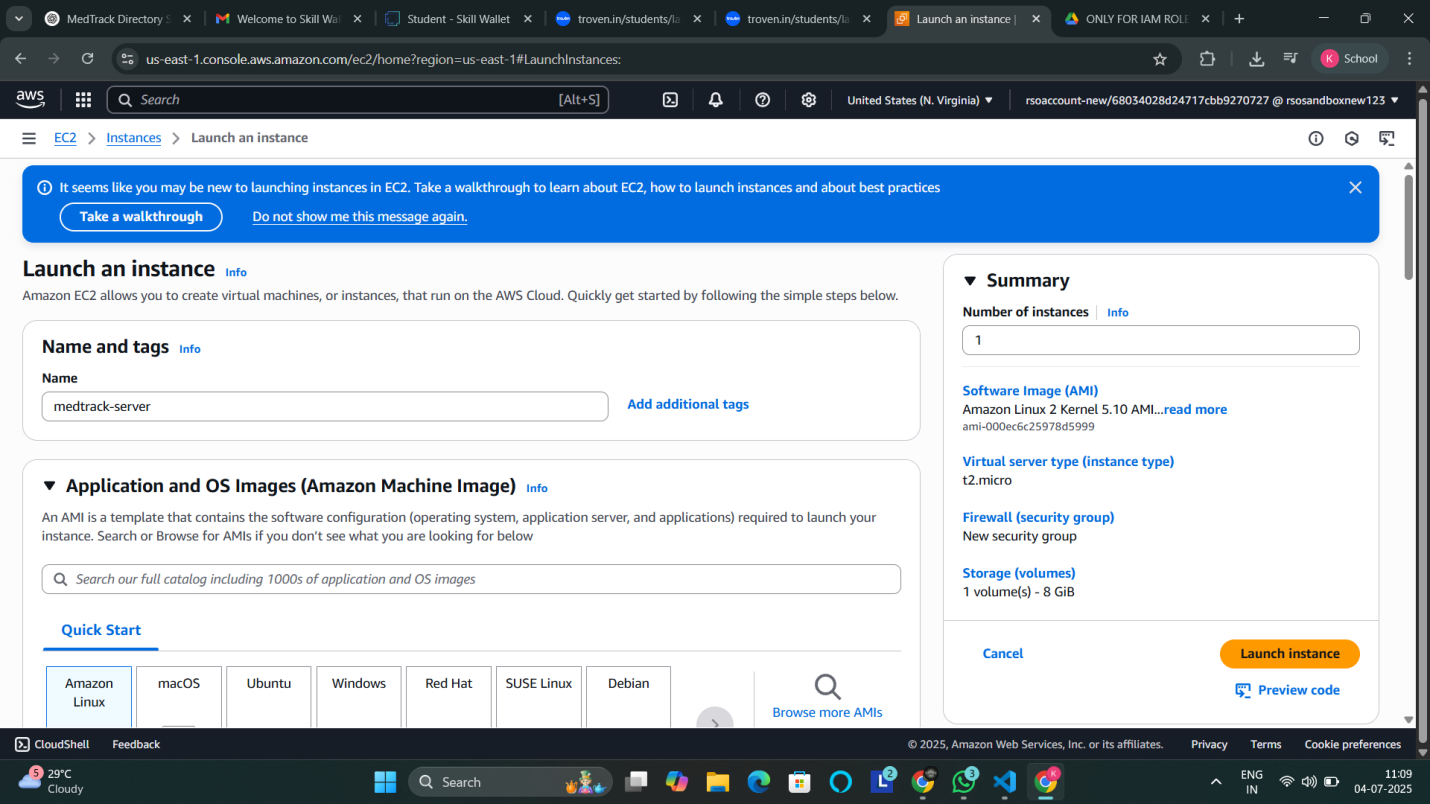 MedTrack Directory S
Welcome to Skill Wal
Student - Skill Wallet
troven.in/students/la
troven.in/students/la
Launch an instance |
ONLY FOR IAM ROLE
us-east-1.console.aws.amazon.com/ec2/home?region=us-east-1#LaunchInstances:
K School
aws
Search [Alt+S]
United States (N. Virginia)
rsoaccount-new/68034028d24717cbb9270727 @ rsosandboxnew123
EC2
Instances
Launch an instance
It seems like you may be new to launching instances in EC2. Take a walkthrough to learn about EC2, how to launch instances and about best practices
Take a walkthrough
Do not show me this message again.
Launch an instance Info
Amazon EC2 allows you to create virtual machines, or instances, that run on the AWS Cloud. Quickly get started by following the simple steps below.
Name and tags Info
Name
medtrack-server
Add additional tags
Application and OS Images (Amazon Machine Image) Info
An AMI is a template that contains the software configuration (operating system, application server, and applications) required to launch your
instance. Search or Browse for AMIs if you don't see what you are looking for below
Search our full catalog including 1000s of application and OS images
Quick Start
Amazon
Linux
macOS
Ubuntu
Windows
Red Hat
SUSE Linux
Debian
Browse more AMIs
Summary
Number of instances Info
1
Software Image (AMI)
Amazon Linux 2 Kernel 5.10 AMI...read more
ami-000ec6c25978d5999
Virtual server type (instance type)
t2.micro
Firewall (security group)
New security group
Storage (volumes)
1 volume(s) - 8 GiB
Cancel
Launch instance
Preview code
CloudShell
Feedback
© 2025, Amazon Web Services, Inc. or its affiliates.
Privacy
Terms
Cookie preferences
5
29°C
Cloudy
Search
L 2
3
K
ENG
IN
11:09
04-07-2025